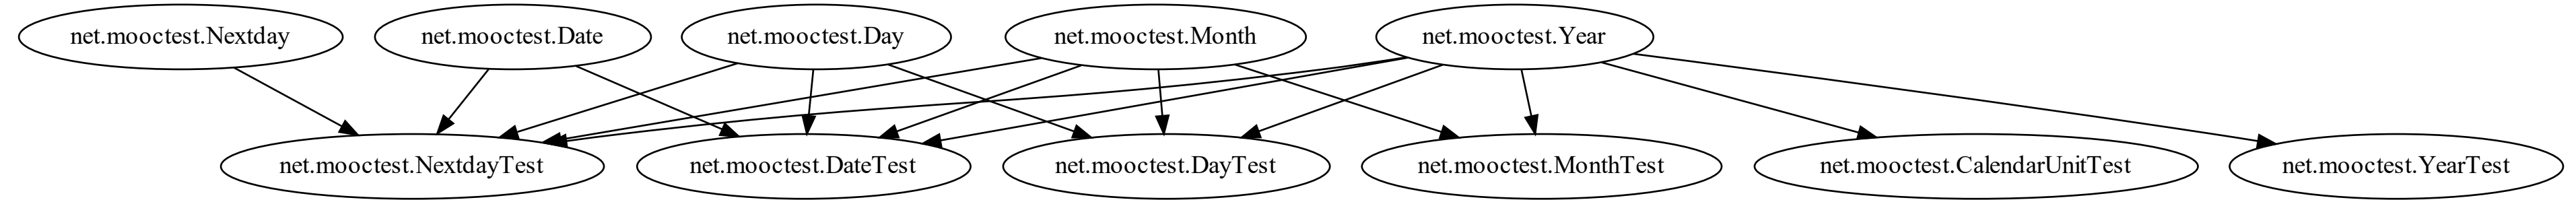 net.mooctest.Nextday
net.mooctest.Date
net.mooctest.Day
net.mooctest.Month
net.mooctest.Year
net.mooctest.NextdayTest
net.mooctest.DateTest
net.mooctest.DayTest
net.mooctest.MonthTest
net.mooctest.CalendarUnitTest
net.mooctest.YearTest